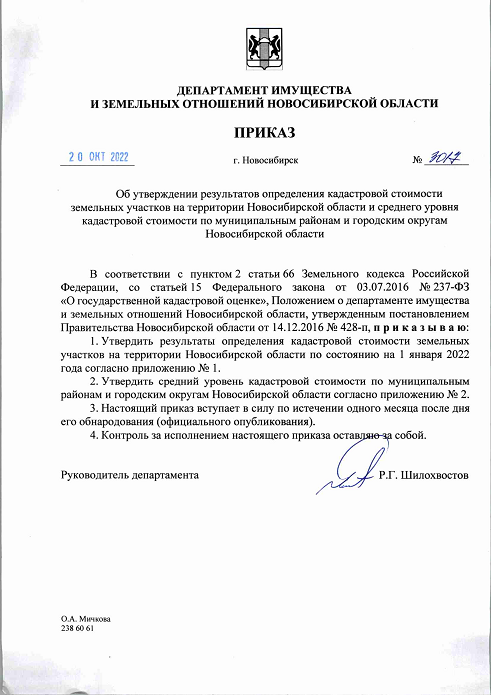 ДЕПАРТАМЕНТ ИМУЩЕСТВА
И ЗЕМЕЛЬНЫХ ОТНОШЕНИЙ НОВОСИБИРСКОЙ ОБЛАСТИ
ПРИКАЗ
20 ОКТ 2022 г. Новосибирск № 3017
Об утверждении результатов определения кадастровой стоимости
земельных участков на территории Новосибирской области и среднего уровня
кадастровой стоимости по муниципальным районам и городским округам
Новосибирской области
В соответствии с пунктом 2 статьи 66 Земельного кодекса Российской
Федерации, со статьей 15 Федерального закона от 03.07.2016 № 237-ФЗ
«О государственной кадастровой оценке», Положением о департаменте имущества
и земельных отношений Новосибирской области, утвержденным постановлением
Правительства Новосибирской области от 14.12.2016 № 428-п, п р и к а з ы в а ю:
1. Утвердить результаты определения кадастровой стоимости земельных
участков на территории Новосибирской области по состоянию на 1 января 2022
года согласно приложению № 1.
2. Утвердить средний уровень кадастровой стоимости по муниципальным
районам и городским округам Новосибирской области согласно приложению № 2.
3. Настоящий приказ вступает в силу по истечении одного месяца после дня
его обнародования (официального опубликования).
4. Контроль за исполнением настоящего приказа оставляю за собой.
Руководитель департамента Р.Г. Шилохвостов
О.А. Мичкова
238 60 61